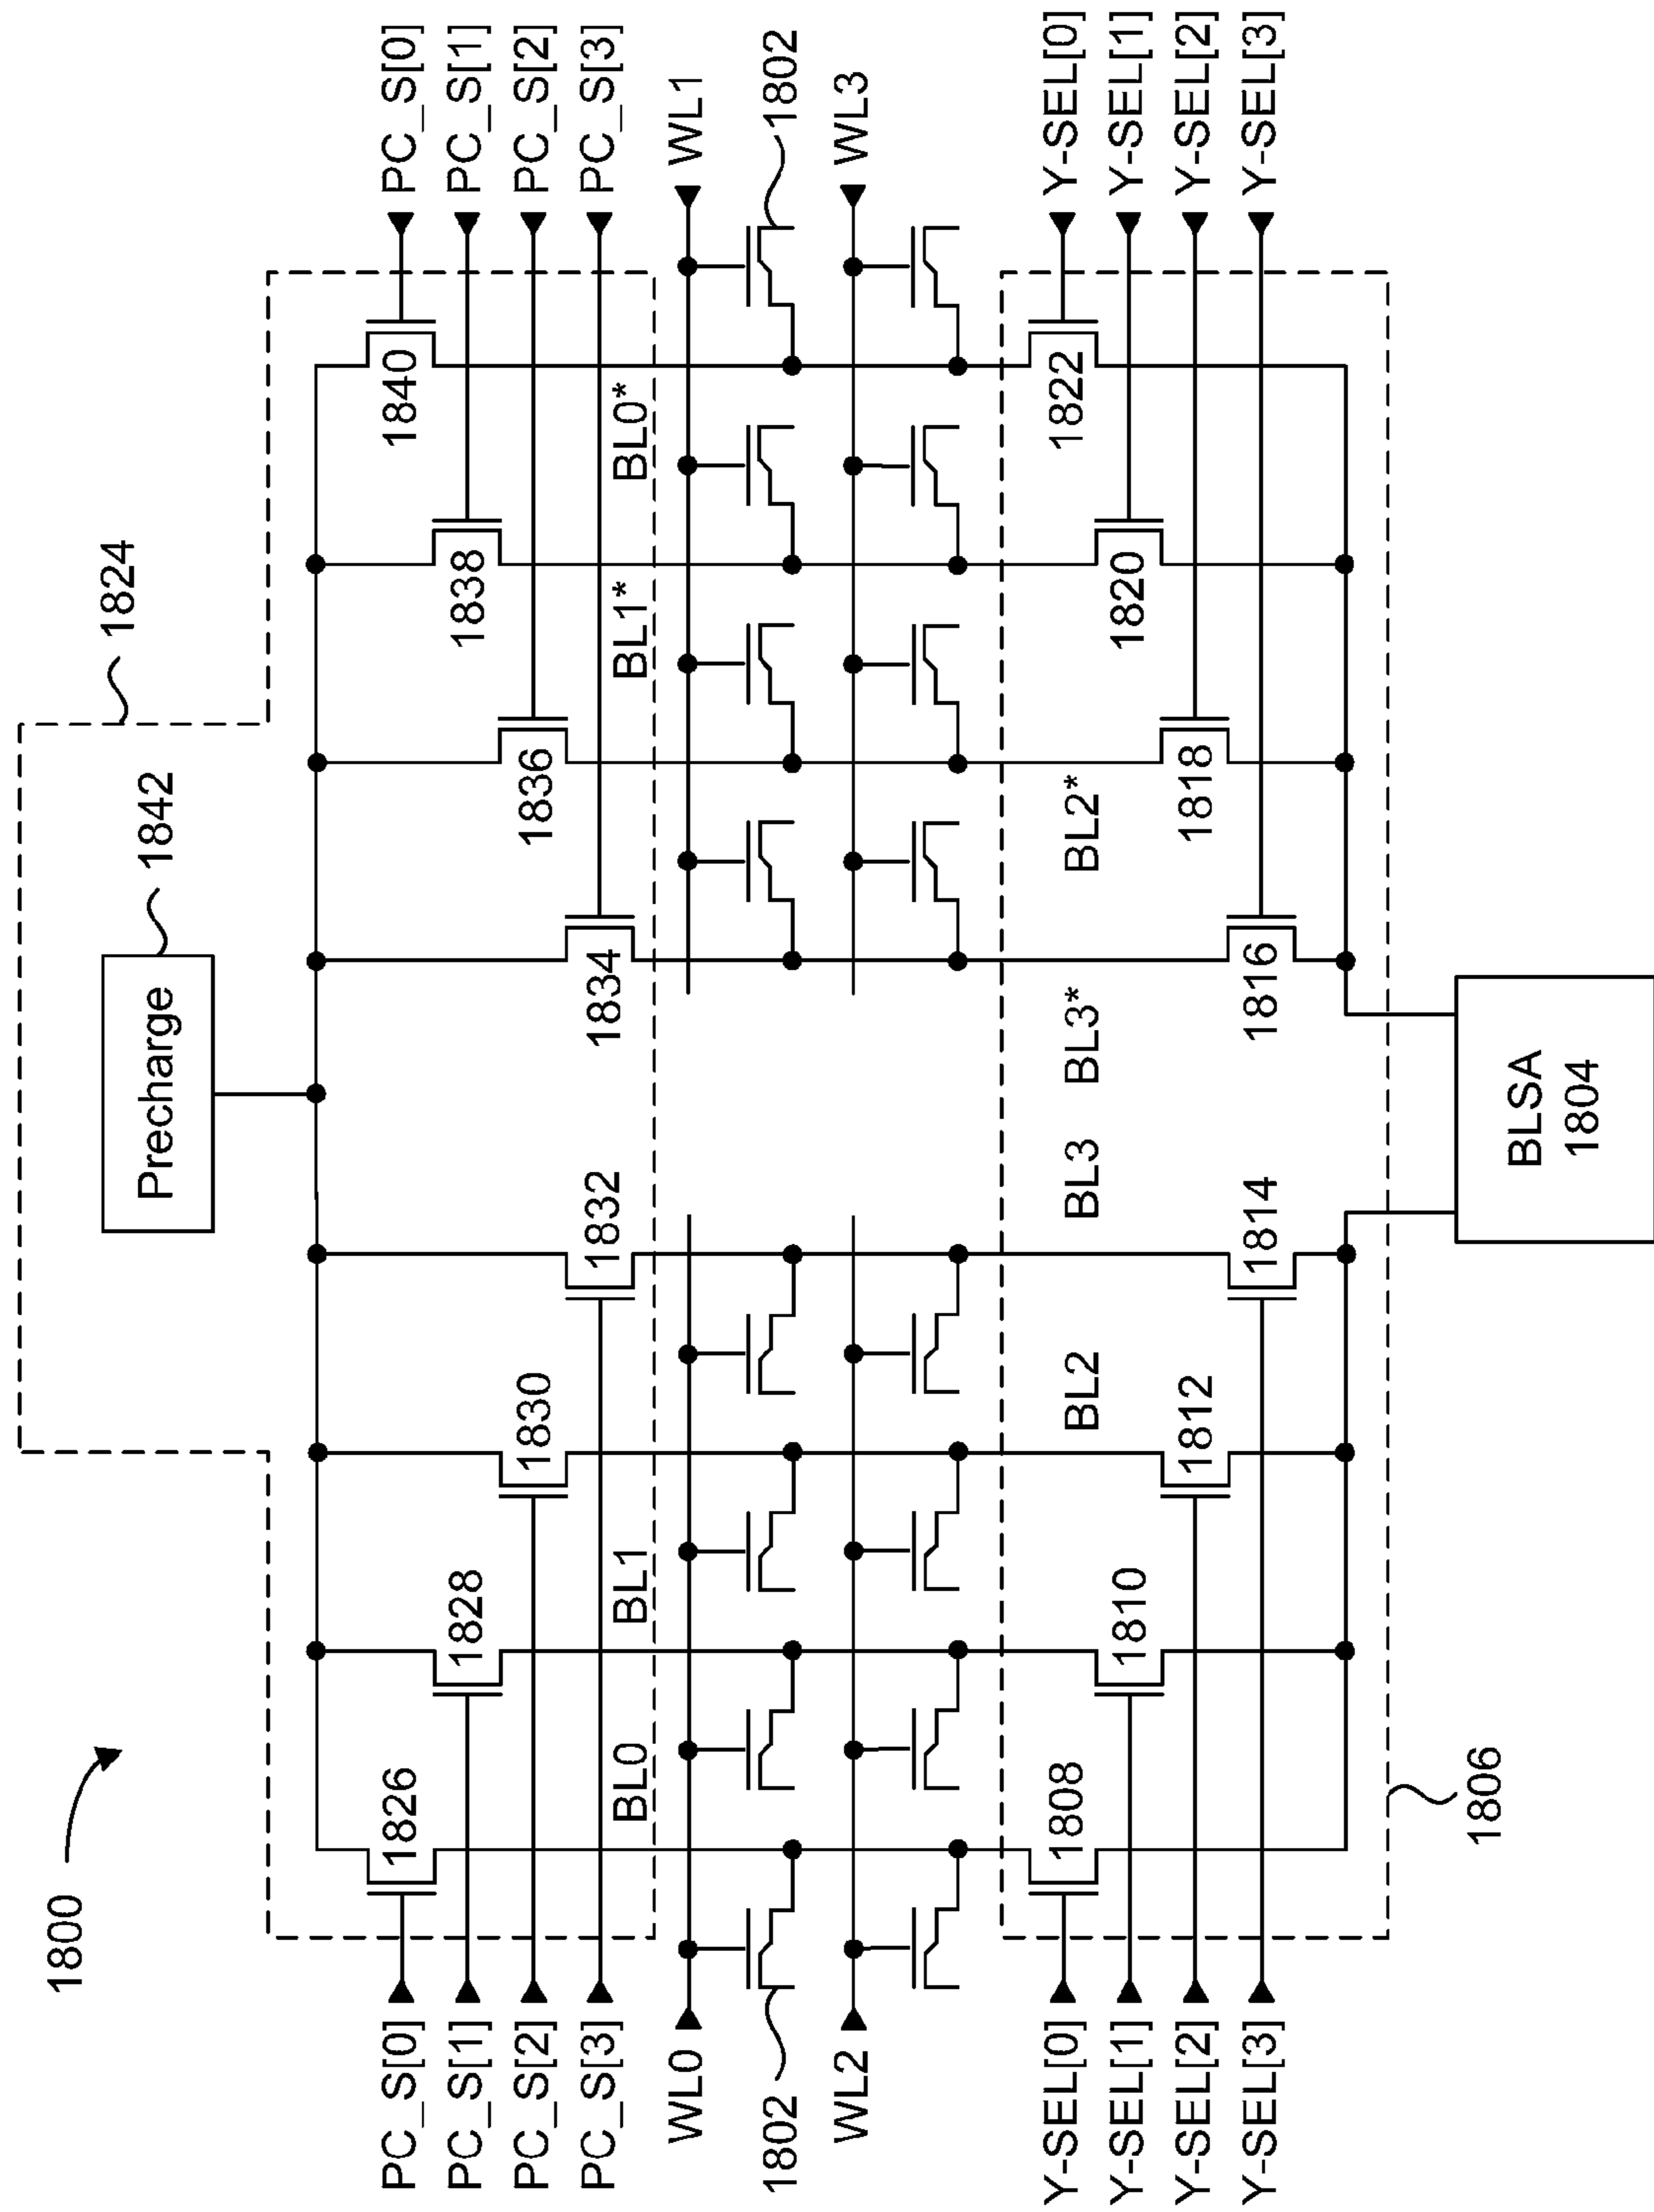 1800
1824
Precharge
1842
PC_S[0]
1826
1840
PC_S[0]
PC_S[1]
1828
1838
PC_S[1]
PC_S[2]
1830
1836
PC_S[2]
PC_S[3]
1832
1834
PC_S[3]
BL0
BL1
BL1*
BL0*
WL0
WL1
1802
1802
WL2
WL3
Y-SEL[0]
1808
BL2
BL3
BL3*
BL2*
1822
Y-SEL[0]
Y-SEL[1]
1810
1820
Y-SEL[1]
Y-SEL[2]
1812
1818
Y-SEL[2]
Y-SEL[3]
1814
1816
Y-SEL[3]
1806
BLSA
1804